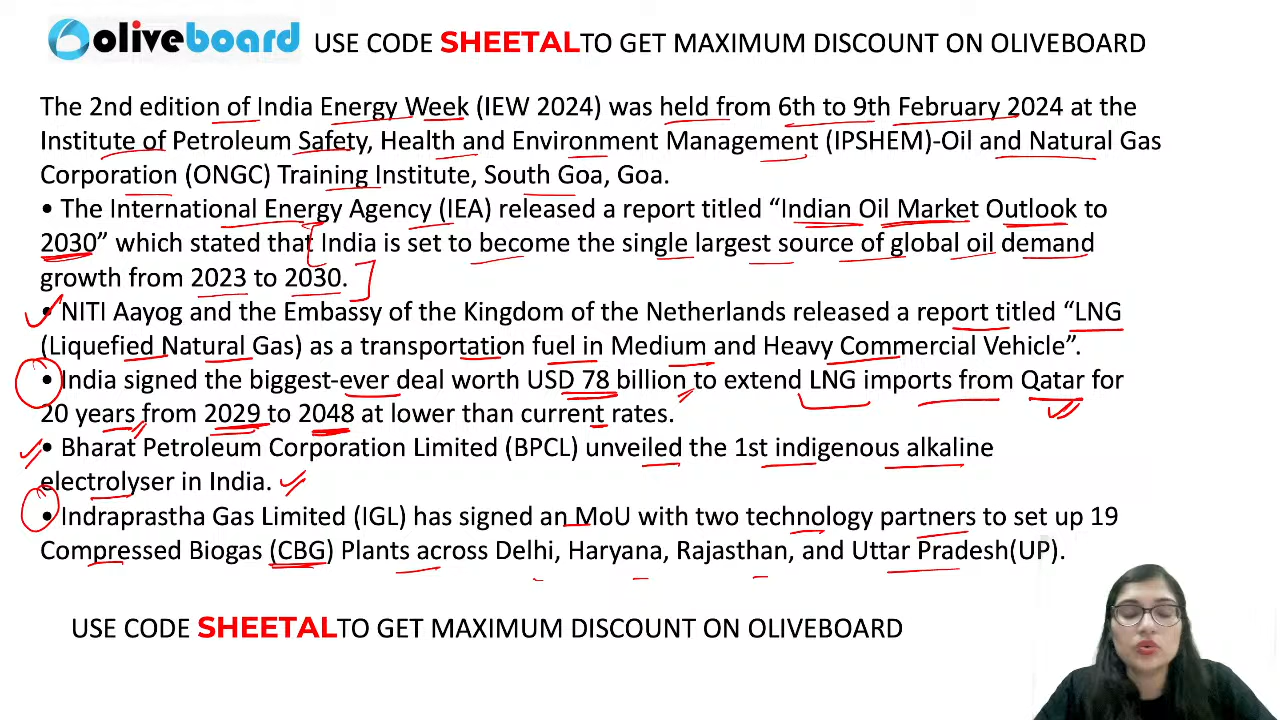 oliveboard USE CODE SHEETAL TO GET MAXIMUM DISCOUNT ON OLIVEBOARD
The 2nd edition of India Energy Week (IEW 2024) was held from 6th to 9th February 2024 at the
Institute of Petroleum Safety, Health and Environment Management (IPSHEM)-Oil and Natural Gas
Corporation (ONGC) Training Institute, South Goa, Goa.
• The International Energy Agency (IEA) released a report titled “Indian Oil Market Outlook to
2030” which stated that India is set to become the single largest source of global oil demand
growth from 2023 to 2030.
• NITI Aayog and the Embassy of the Kingdom of the Netherlands released a report titled “LNG
(Liquefied Natural Gas) as a transportation fuel in Medium and Heavy Commercial Vehicle”.
• India signed the biggest-ever deal worth USD 78 billion to extend LNG imports from Qatar for
20 years from 2029 to 2048 at lower than current rates.
• Bharat Petroleum Corporation Limited (BPCL) unveiled the 1st indigenous alkaline
electrolyser in India.
• Indraprastha Gas Limited (IGL) has signed an MoU with two technology partners to set up 19
Compressed Biogas (CBG) Plants across Delhi, Haryana, Rajasthan, and Uttar Pradesh(UP).
USE CODE SHEETAL TO GET MAXIMUM DISCOUNT ON OLIVEBOARD